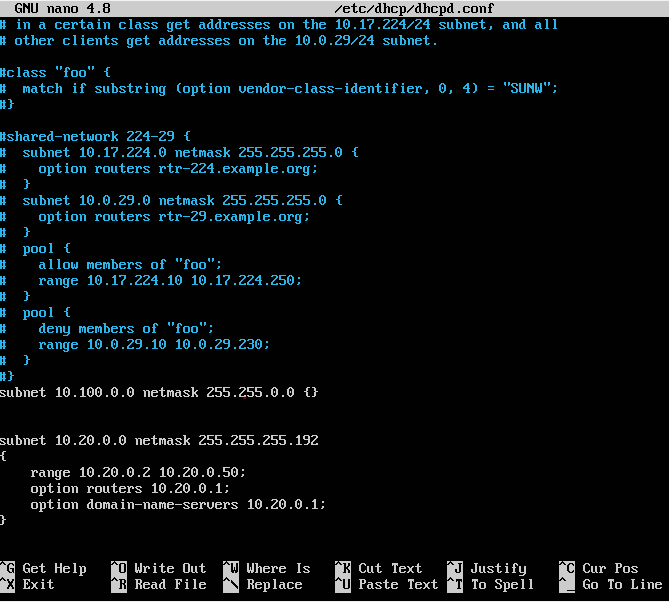 GNU nano 4.8 /etc/dhcp/dhcpd.conf
# in a certain class get addresses on the 10.17.224/24 subnet, and all
# other clients get addresses on the 10.0.29/24 subnet.
#class "foo" {
#  match if substring (option vendor-class-identifier, 0, 4) = "SUNW";
#}
#shared-network 224-29 {
#  subnet 10.17.224.0 netmask 255.255.255.0 {
#    option routers rtr-224.example.org;
#  }
#  subnet 10.0.29.0 netmask 255.255.255.0 {
#    option routers rtr-29.example.org;
#  }
#  pool {
#    allow members of "foo";
#    range 10.17.224.10 10.17.224.250;
#  }
#  pool {
#    deny members of "foo";
#    range 10.0.29.10 10.0.29.230;
#  }
#}
subnet 10.100.0.0 netmask 255.255.0.0 {}
subnet 10.20.0.0 netmask 255.255.255.192
{
    range 10.20.0.2 10.20.0.50;
    option routers 10.20.0.1;
    option domain-name-servers 10.20.0.1;
}
^G Get Help ^O Write Out ^W Where Is ^K Cut Text ^J Justify ^C Cur Pos
^X Exit ^R Read File ^\ Replace ^U Paste Text ^T To Spell ^_ Go To Line